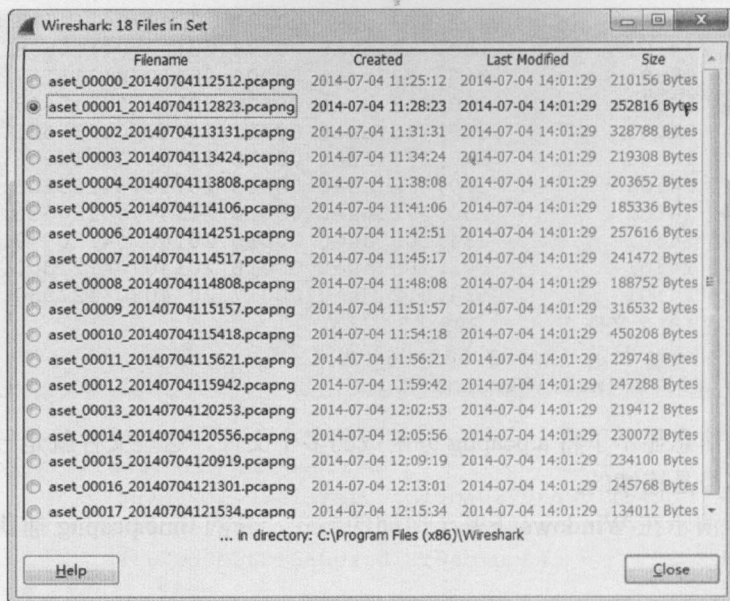 Wireshark: 18 Files in Set
Filename Created Last Modified Size
aset_00000_20140704112512.pcapng 2014-07-04 11:25:12 2014-07-04 14:01:29 210156 Bytes
aset_00001_20140704112823.pcapng 2014-07-04 11:28:23 2014-07-04 14:01:29 252816 Bytes
aset_00002_20140704113131.pcapng 2014-07-04 11:31:31 2014-07-04 14:01:29 328788 Bytes
aset_00003_20140704113424.pcapng 2014-07-04 11:34:24 2014-07-04 14:01:29 219308 Bytes
aset_00004_20140704113808.pcapng 2014-07-04 11:38:08 2014-07-04 14:01:29 203652 Bytes
aset_00005_20140704114106.pcapng 2014-07-04 11:41:06 2014-07-04 14:01:29 185336 Bytes
aset_00006_20140704114251.pcapng 2014-07-04 11:42:51 2014-07-04 14:01:29 257616 Bytes
aset_00007_20140704114517.pcapng 2014-07-04 11:45:17 2014-07-04 14:01:29 241472 Bytes
aset_00008_20140704114808.pcapng 2014-07-04 11:48:08 2014-07-04 14:01:29 188752 Bytes
aset_00009_20140704115157.pcapng 2014-07-04 11:51:57 2014-07-04 14:01:29 316532 Bytes
aset_00010_20140704115418.pcapng 2014-07-04 11:54:18 2014-07-04 14:01:29 450208 Bytes
aset_00011_20140704115621.pcapng 2014-07-04 11:56:21 2014-07-04 14:01:29 229748 Bytes
aset_00012_20140704115942.pcapng 2014-07-04 11:59:42 2014-07-04 14:01:29 247288 Bytes
aset_00013_20140704120253.pcapng 2014-07-04 12:02:53 2014-07-04 14:01:29 219412 Bytes
aset_00014_20140704120556.pcapng 2014-07-04 12:05:56 2014-07-04 14:01:29 230072 Bytes
aset_00015_20140704120919.pcapng 2014-07-04 12:09:19 2014-07-04 14:01:29 234100 Bytes
aset_00016_20140704121301.pcapng 2014-07-04 12:13:01 2014-07-04 14:01:29 245768 Bytes
aset_00017_20140704121534.pcapng 2014-07-04 12:15:34 2014-07-04 14:01:29 134012 Bytes
... in directory: C:\Program Files (x86)\Wireshark
Help Close